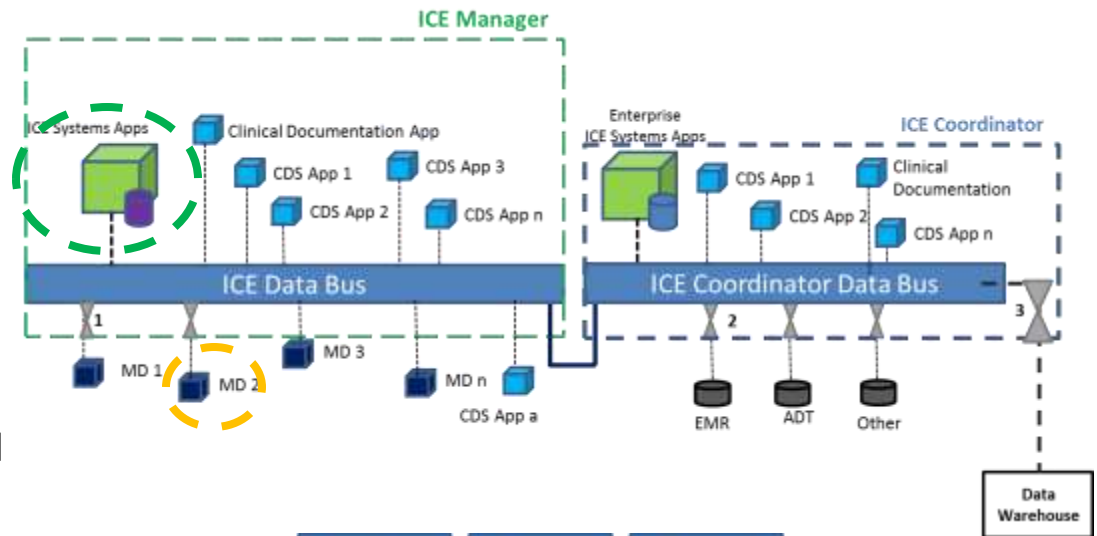 ICE Manager
ICE Systems Apps
Clinical Documentation App
CDS App 1
CDS App 2
CDS App 3
CDS App n
ICE Data Bus
1
MD 1
MD 2
MD 3
MD n
CDS App a
Enterprise
ICE Systems Apps
ICE Coordinator
CDS App 1
CDS App 2
Clinical
Documentation
CDS App n
ICE Coordinator Data Bus
2
3
EMR
ADT
Other
Data
Warehouse